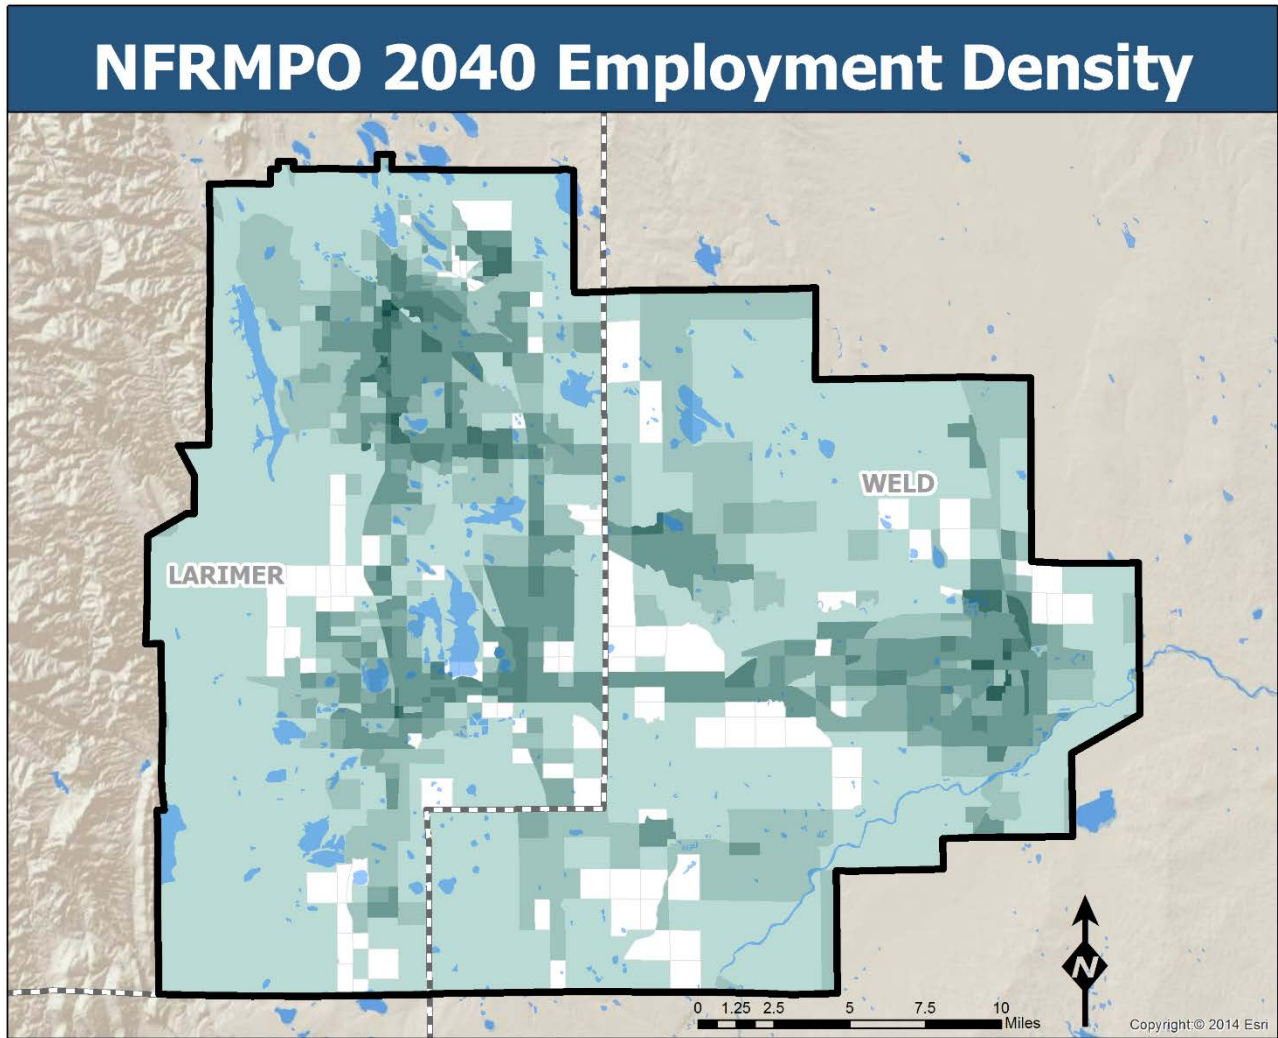 NFRMPO 2040 Employment Density
WELD
LARIMER
N
0 1.25 2.5 5 7.5 10
Miles
Copyright:© 2014 Esri